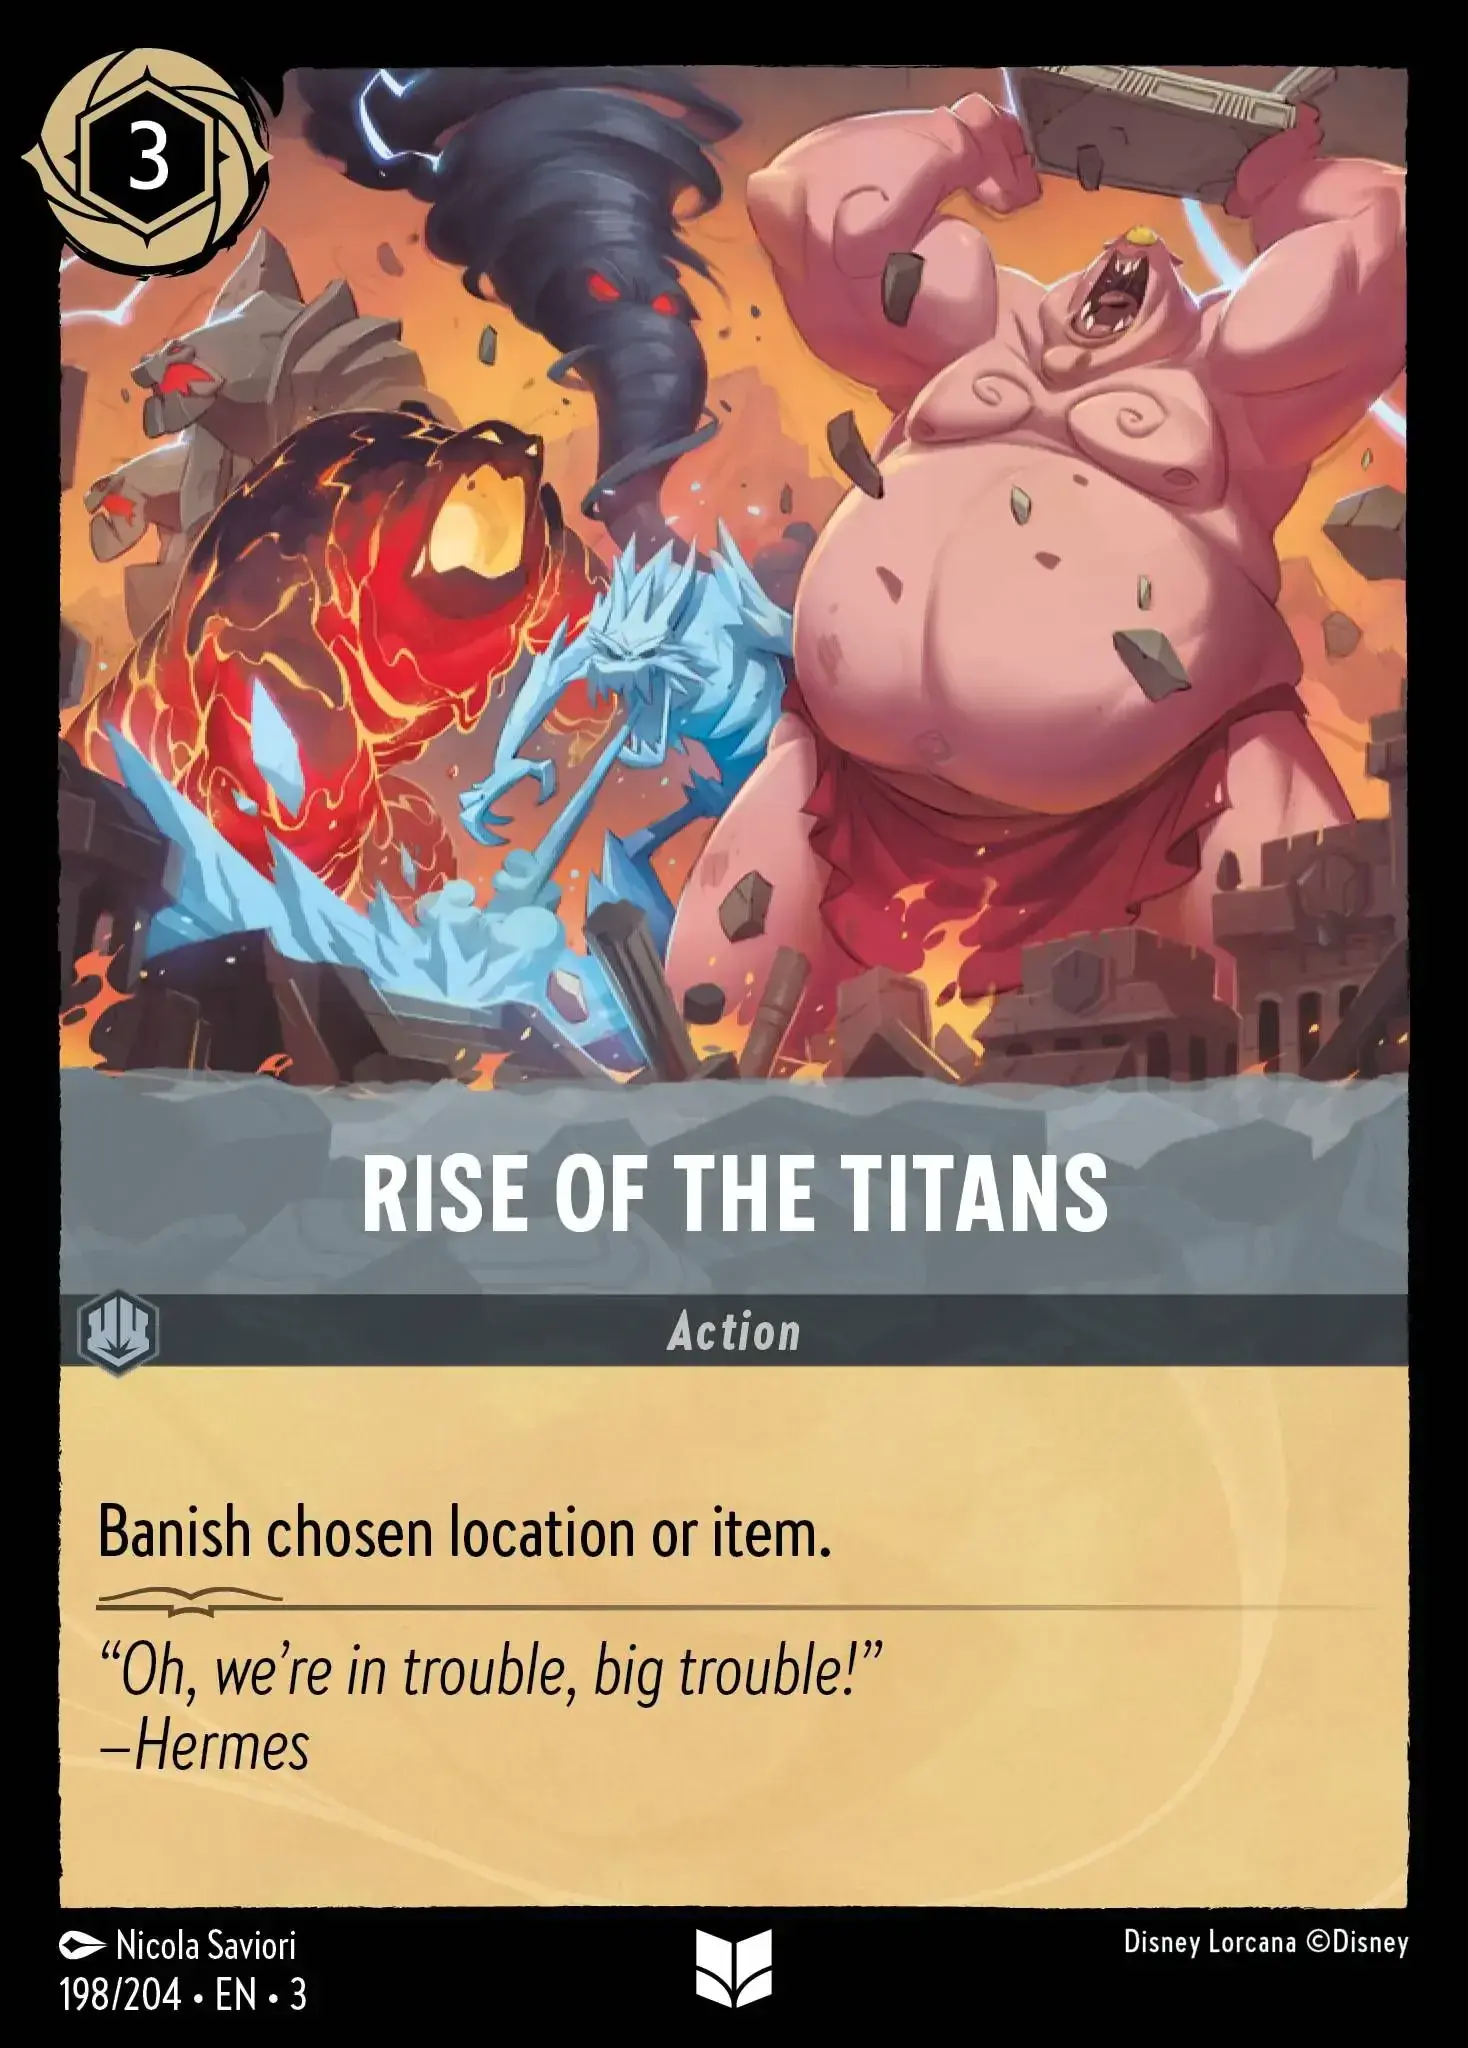 3
RISE OF THE TITANS
Action
Banish chosen location or item.
“Oh, we’re in trouble, big trouble!”
–Hermes
Nicola Saviori
Disney Lorcana ©Disney
198/204 • EN • 3